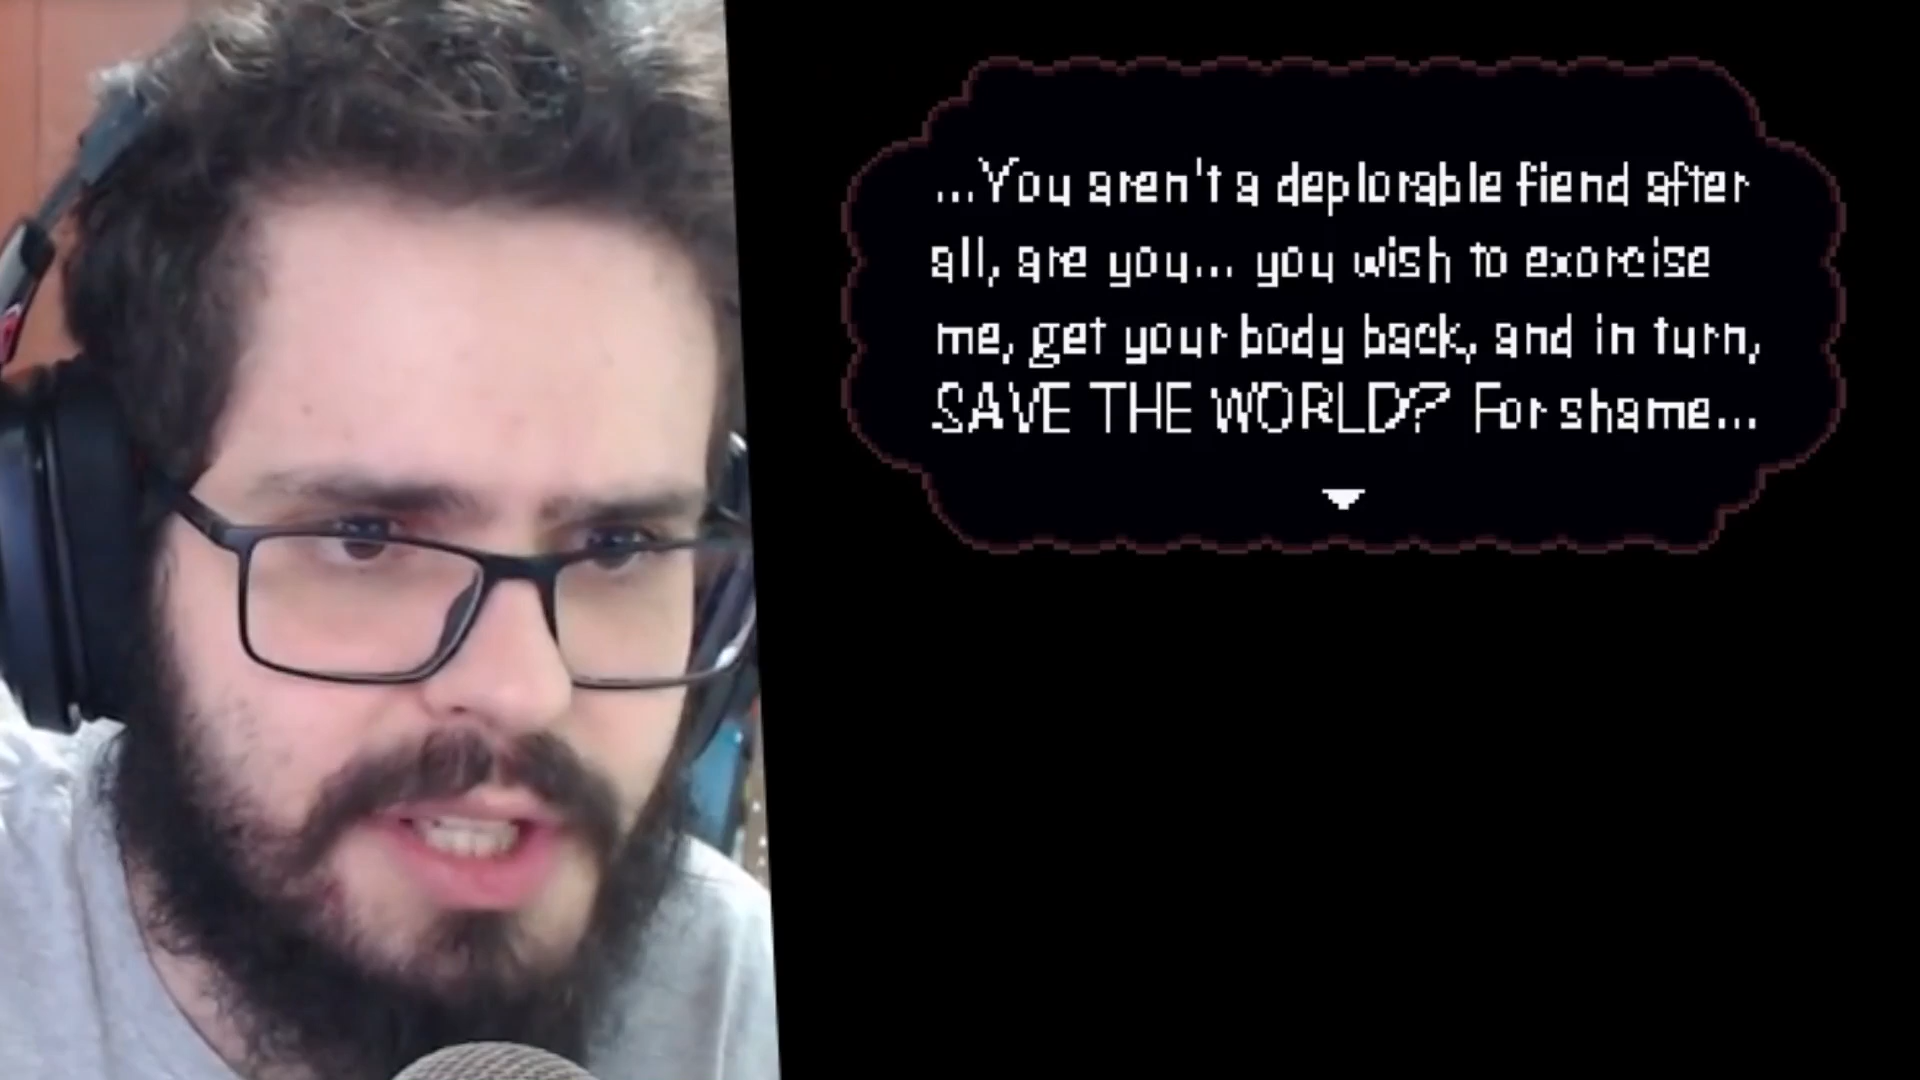 ...You aren't a deplorable fiend after
all, are you... you wish to exorcise
me, get your body back, and in turn,
SAVE THE WORLD? For shame...